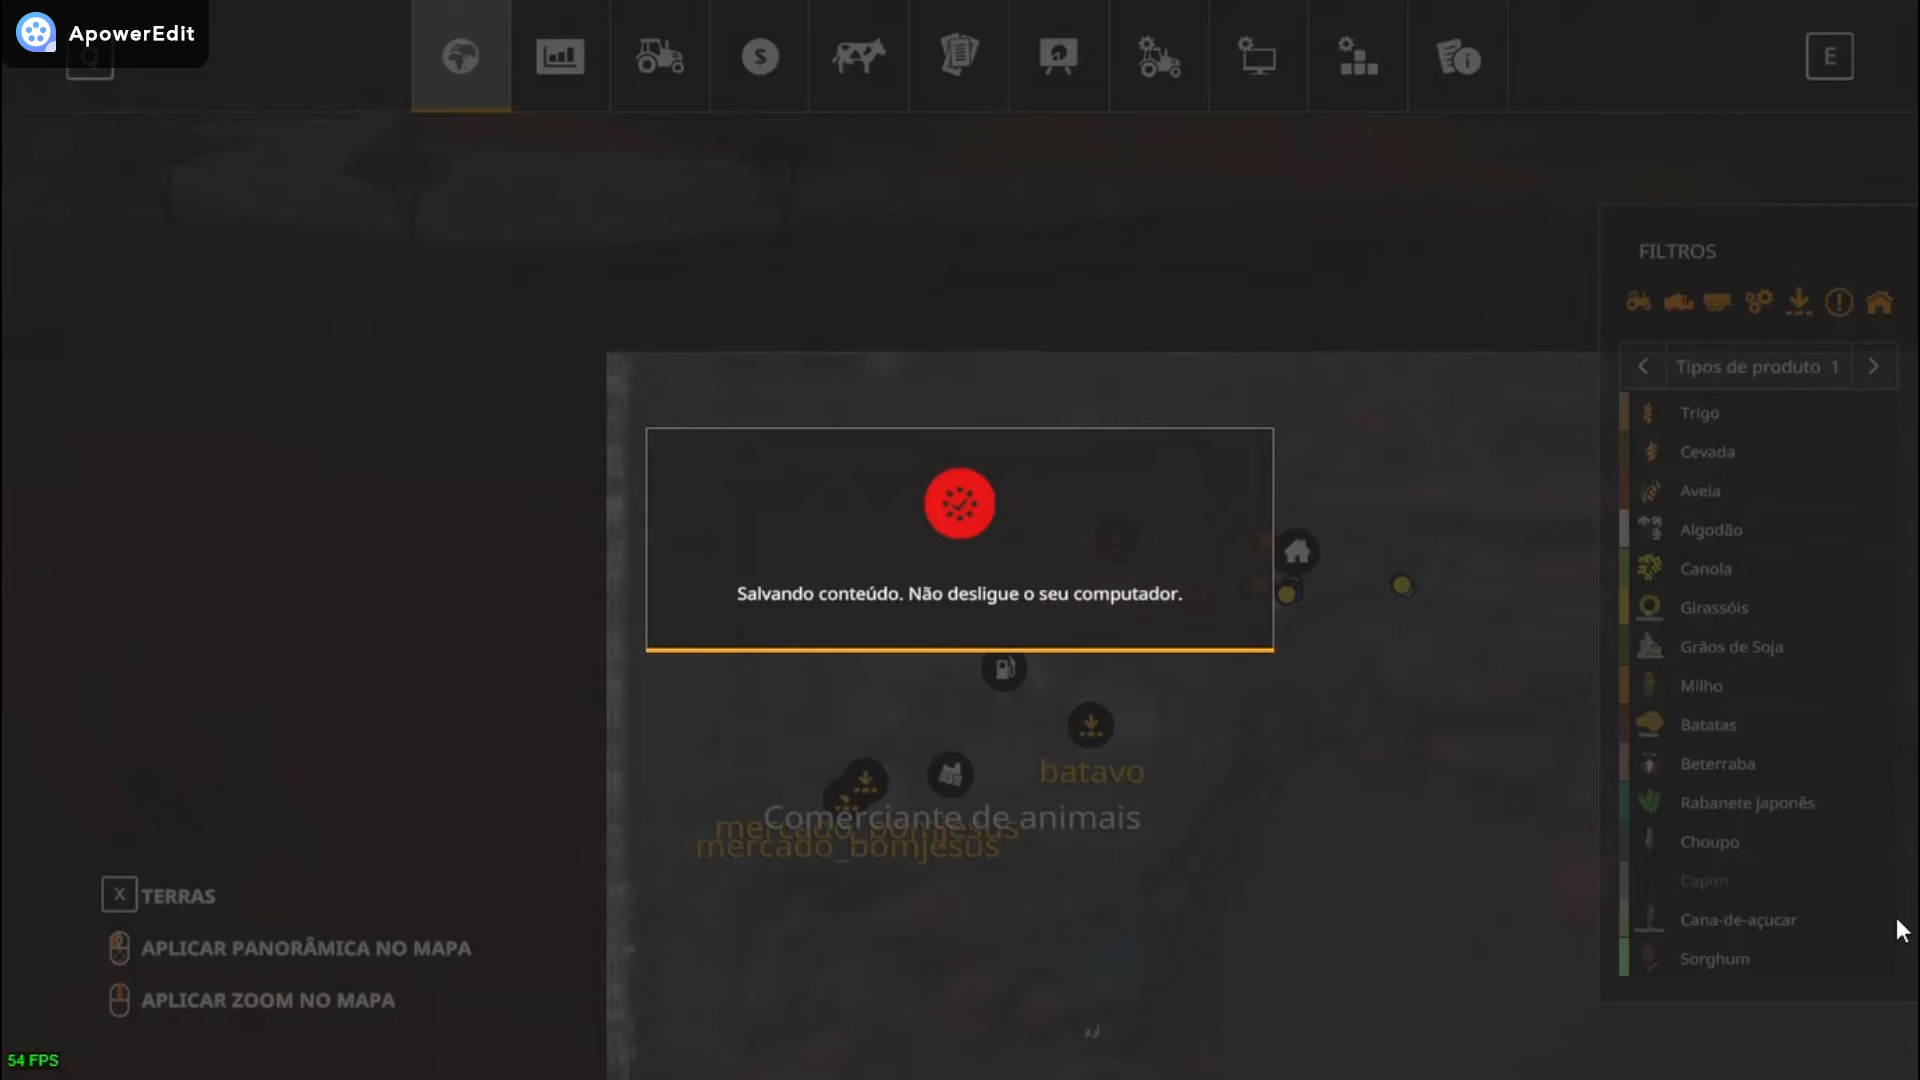 ApowerEdit
Q
E
FILTROS
Tipos de produto 1
Trigo
Cevada
Aveia
Algodão
Canola
Girassóis
Grãos de Soja
Milho
Batatas
Beterraba
Rabanete japonês
Choupo
Capim
Cana-de-açucar
Sorghum
Salvando conteúdo. Não desligue o seu computador.
batavo
Comerciante de animais
mercado_bomjesus
mercado_bomjesus
X TERRAS
APLICAR PANORÂMICA NO MAPA
APLICAR ZOOM NO MAPA
54 FPS